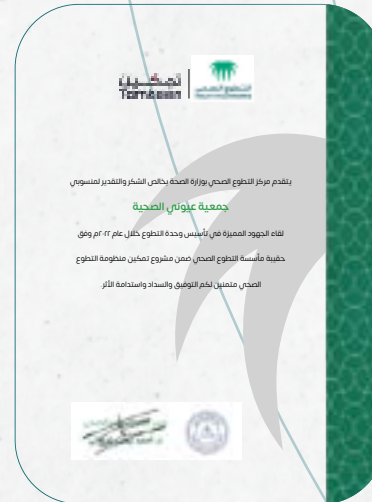 تمكين
Tamkeen
التطوع الصحي
يتقدم مركز التطوع الصحي بوزارة الصحة بخالص الشكر والتقدير لمنسوبي
جمعية عيوني الصحية
لقاء الجهود المميزة في تأسيس وحدة التطوع خلال عام ٢٠٢٢م وفق
حقيبة مأسسة التطوع الصحي ضمن مشروع تمكين منظومة التطوع
الصحي متمنين لكم التوفيق والسداد واستدامة الأثر.